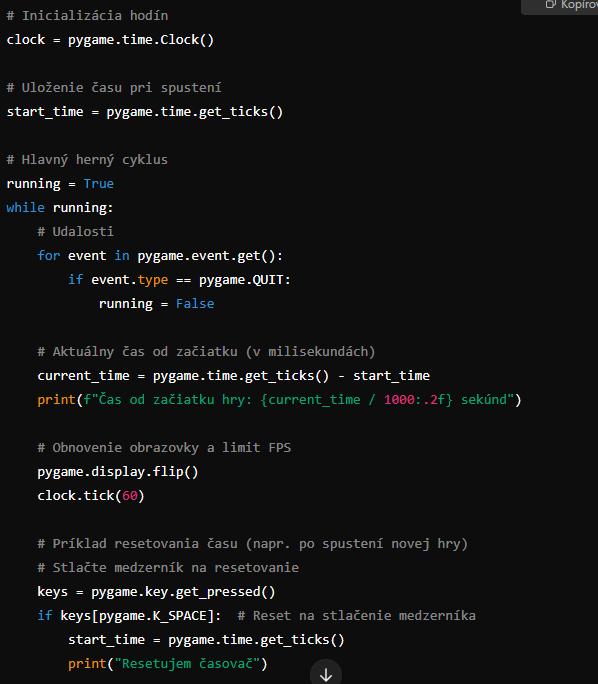 Kopírov
# Inicializácia hodín
clock = pygame.time.Clock()
# Uloženie času pri spustení
start_time = pygame.time.get_ticks()
# Hlavný herný cyklus
running = True
while running:
    # Udalosti
    for event in pygame.event.get():
        if event.type == pygame.QUIT:
            running = False
    # Aktuálny čas od začiatku (v milisekundách)
    current_time = pygame.time.get_ticks() - start_time
    print(f"Čas od začiatku hry: {current_time / 1000:.2f} sekúnd")
    # Obnovenie obrazovky a limit FPS
    pygame.display.flip()
    clock.tick(60)
    # Príklad resetovania času (napr. po spustení novej hry)
    # Stlačte medzerník na resetovanie
    keys = pygame.key.get_pressed()
    if keys[pygame.K_SPACE]:  # Reset na stlačenie medzerníka
        start_time = pygame.time.get_ticks()
        print("Resetujem časovač")